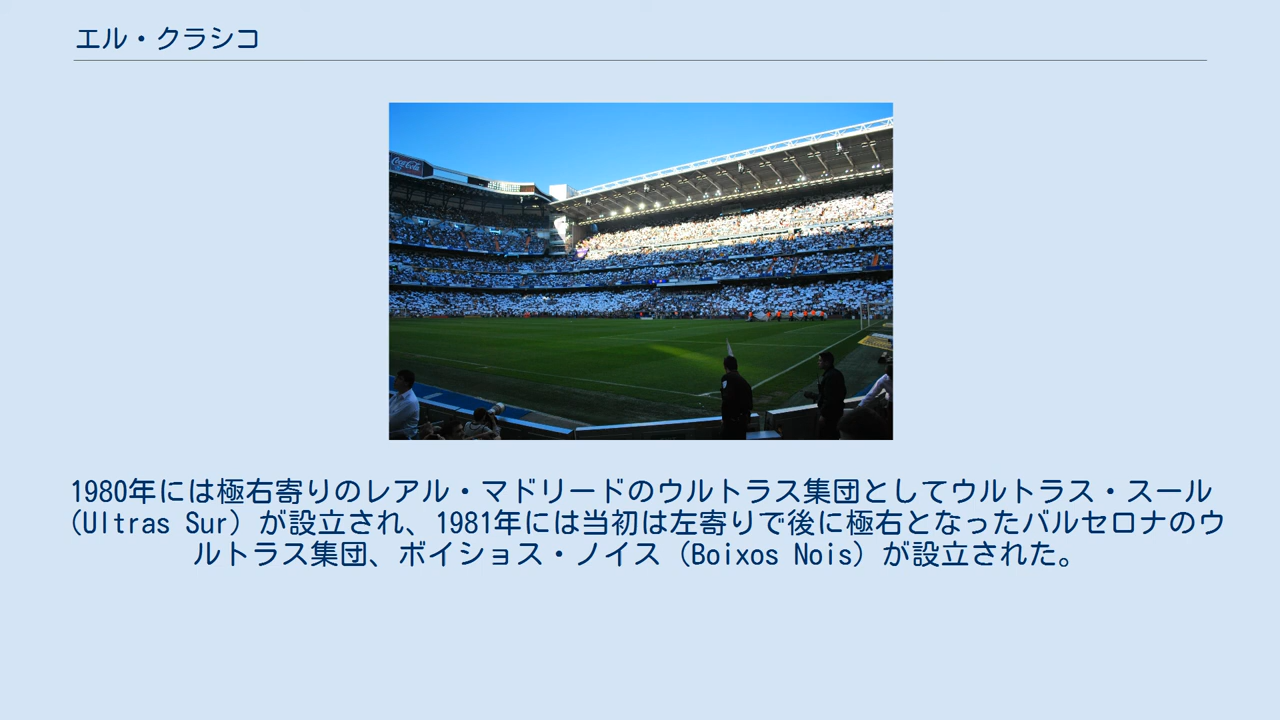 エル・クラシコ
Coca-Cola
1980年には極右寄りのレアル・マドリードのウルトラス集団としてウルトラス・スール
(Ultras Sur) が設立され、1981年には当初は左寄りで後に極右となったバルセロナのウ
ルトラス集団、ボイショス・ノイス (Boixos Nois) が設立された。